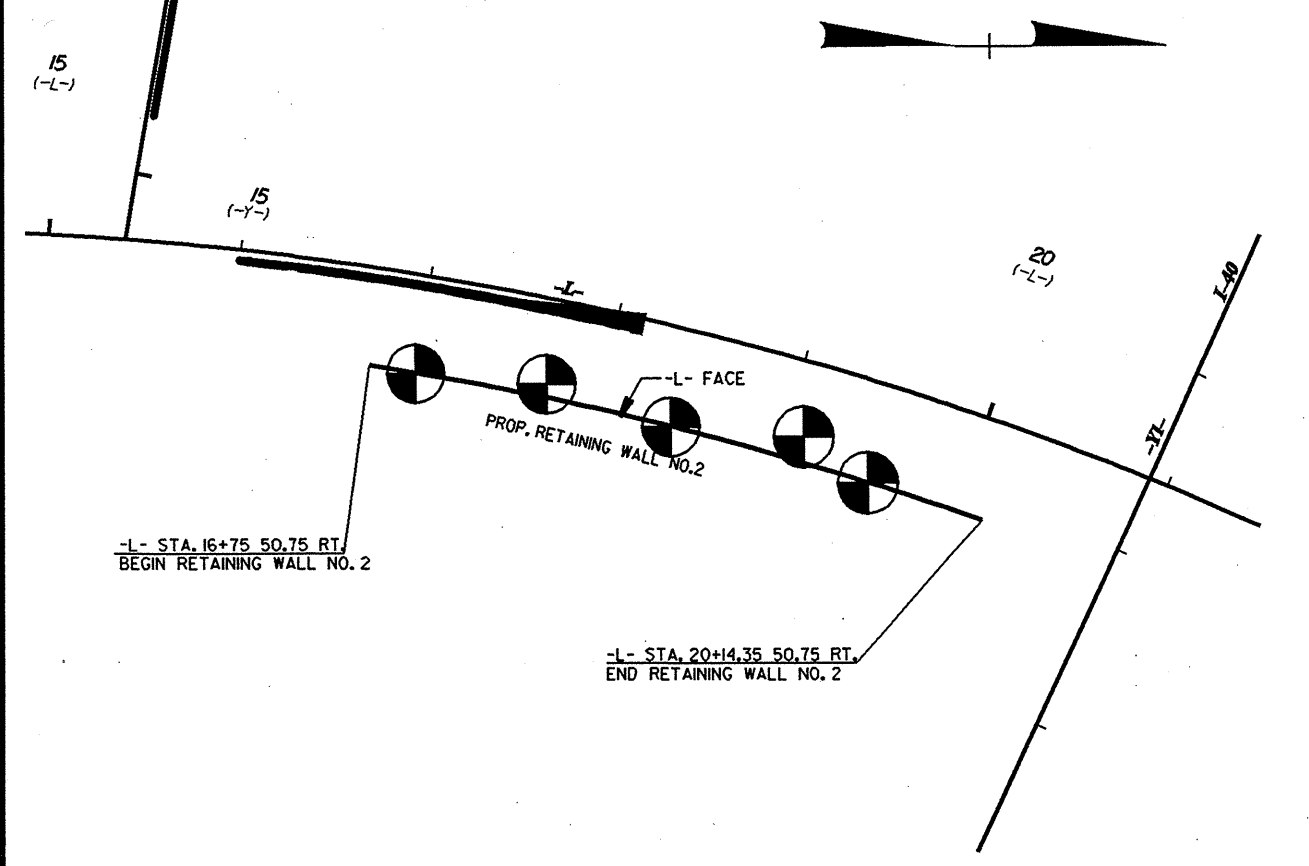 15
(-L-)
15
(-Y-)
-L-
20
(-L-)
I-40
-Y1-
-L- FACE
PROP. RETAINING WALL NO.2
-L- STA. 16+75 50.75 RT.
BEGIN RETAINING WALL NO. 2
-L- STA. 20+14.35 50.75 RT.
END RETAINING WALL NO. 2